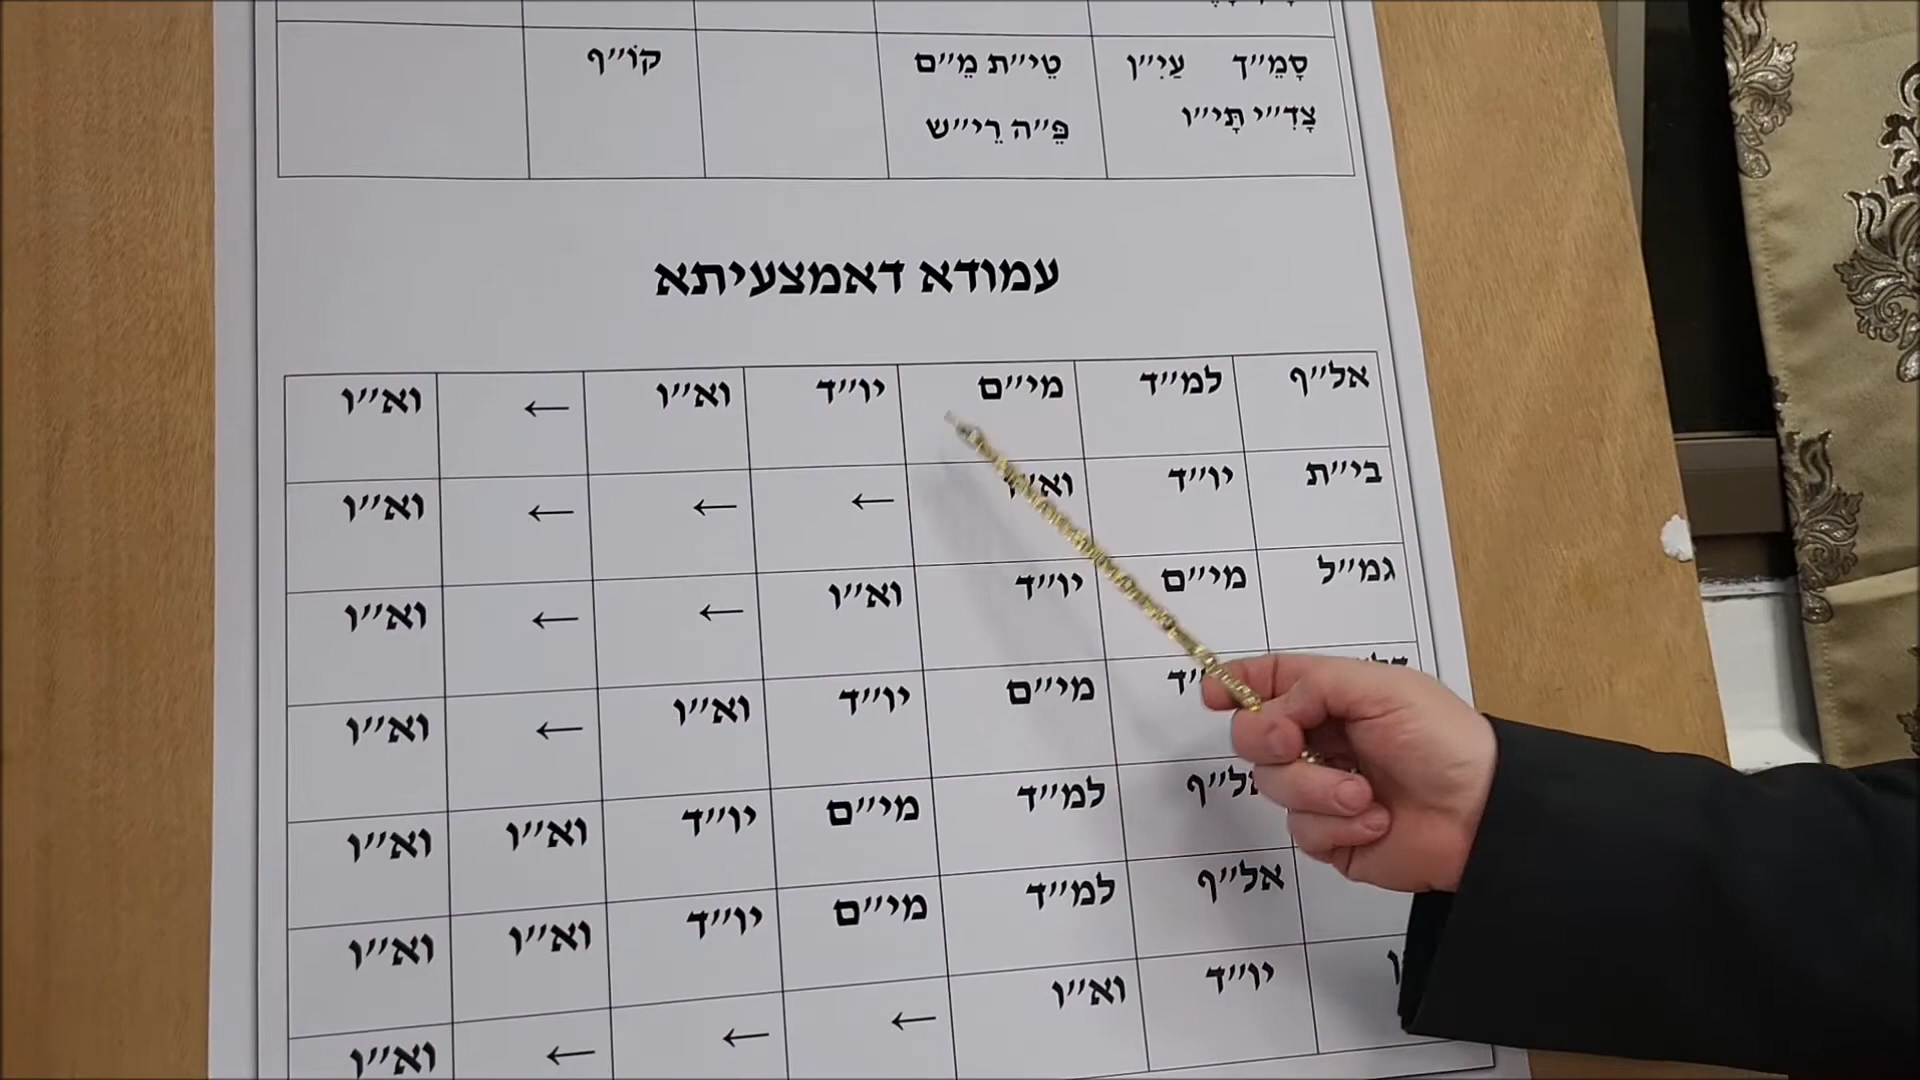 סָמֵי״ך עַיִי״ן טֵי״ת מֵי״ם קוֹ״ף
צָדִ״י תָּי״ו פֵּ״ה רֵי״ש
עמודא דאמצעיתא
אל״ף למ״ד מי״ם יו״ד וא״ו ← וא״ו
בי״ת יו״ד וא״ו ← ← ← וא״ו
גמ״ל מי״ם יו״ד וא״ו ← ← וא״ו
מי״ם יו״ד וא״ו ← וא״ו
למ״ד מי״ם יו״ד וא״ו וא״ו
אל״ף למ״ד מי״ם יו״ד וא״ו וא״ו
יו״ד וא״ו ← ← ← וא״ו